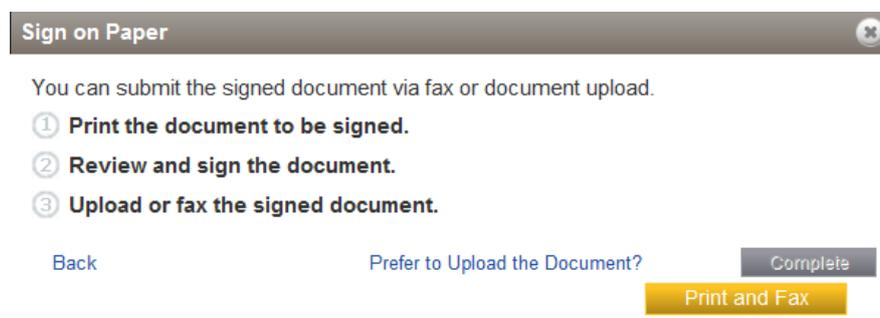 Sign on Paper
You can submit the signed document via fax or document upload.
1 Print the document to be signed.
2 Review and sign the document.
3 Upload or fax the signed document.
Back Prefer to Upload the Document? Complete
Print and Fax